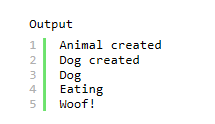 Output
1 Animal created
2 Dog created
3 Dog
4 Eating
5 Woof!